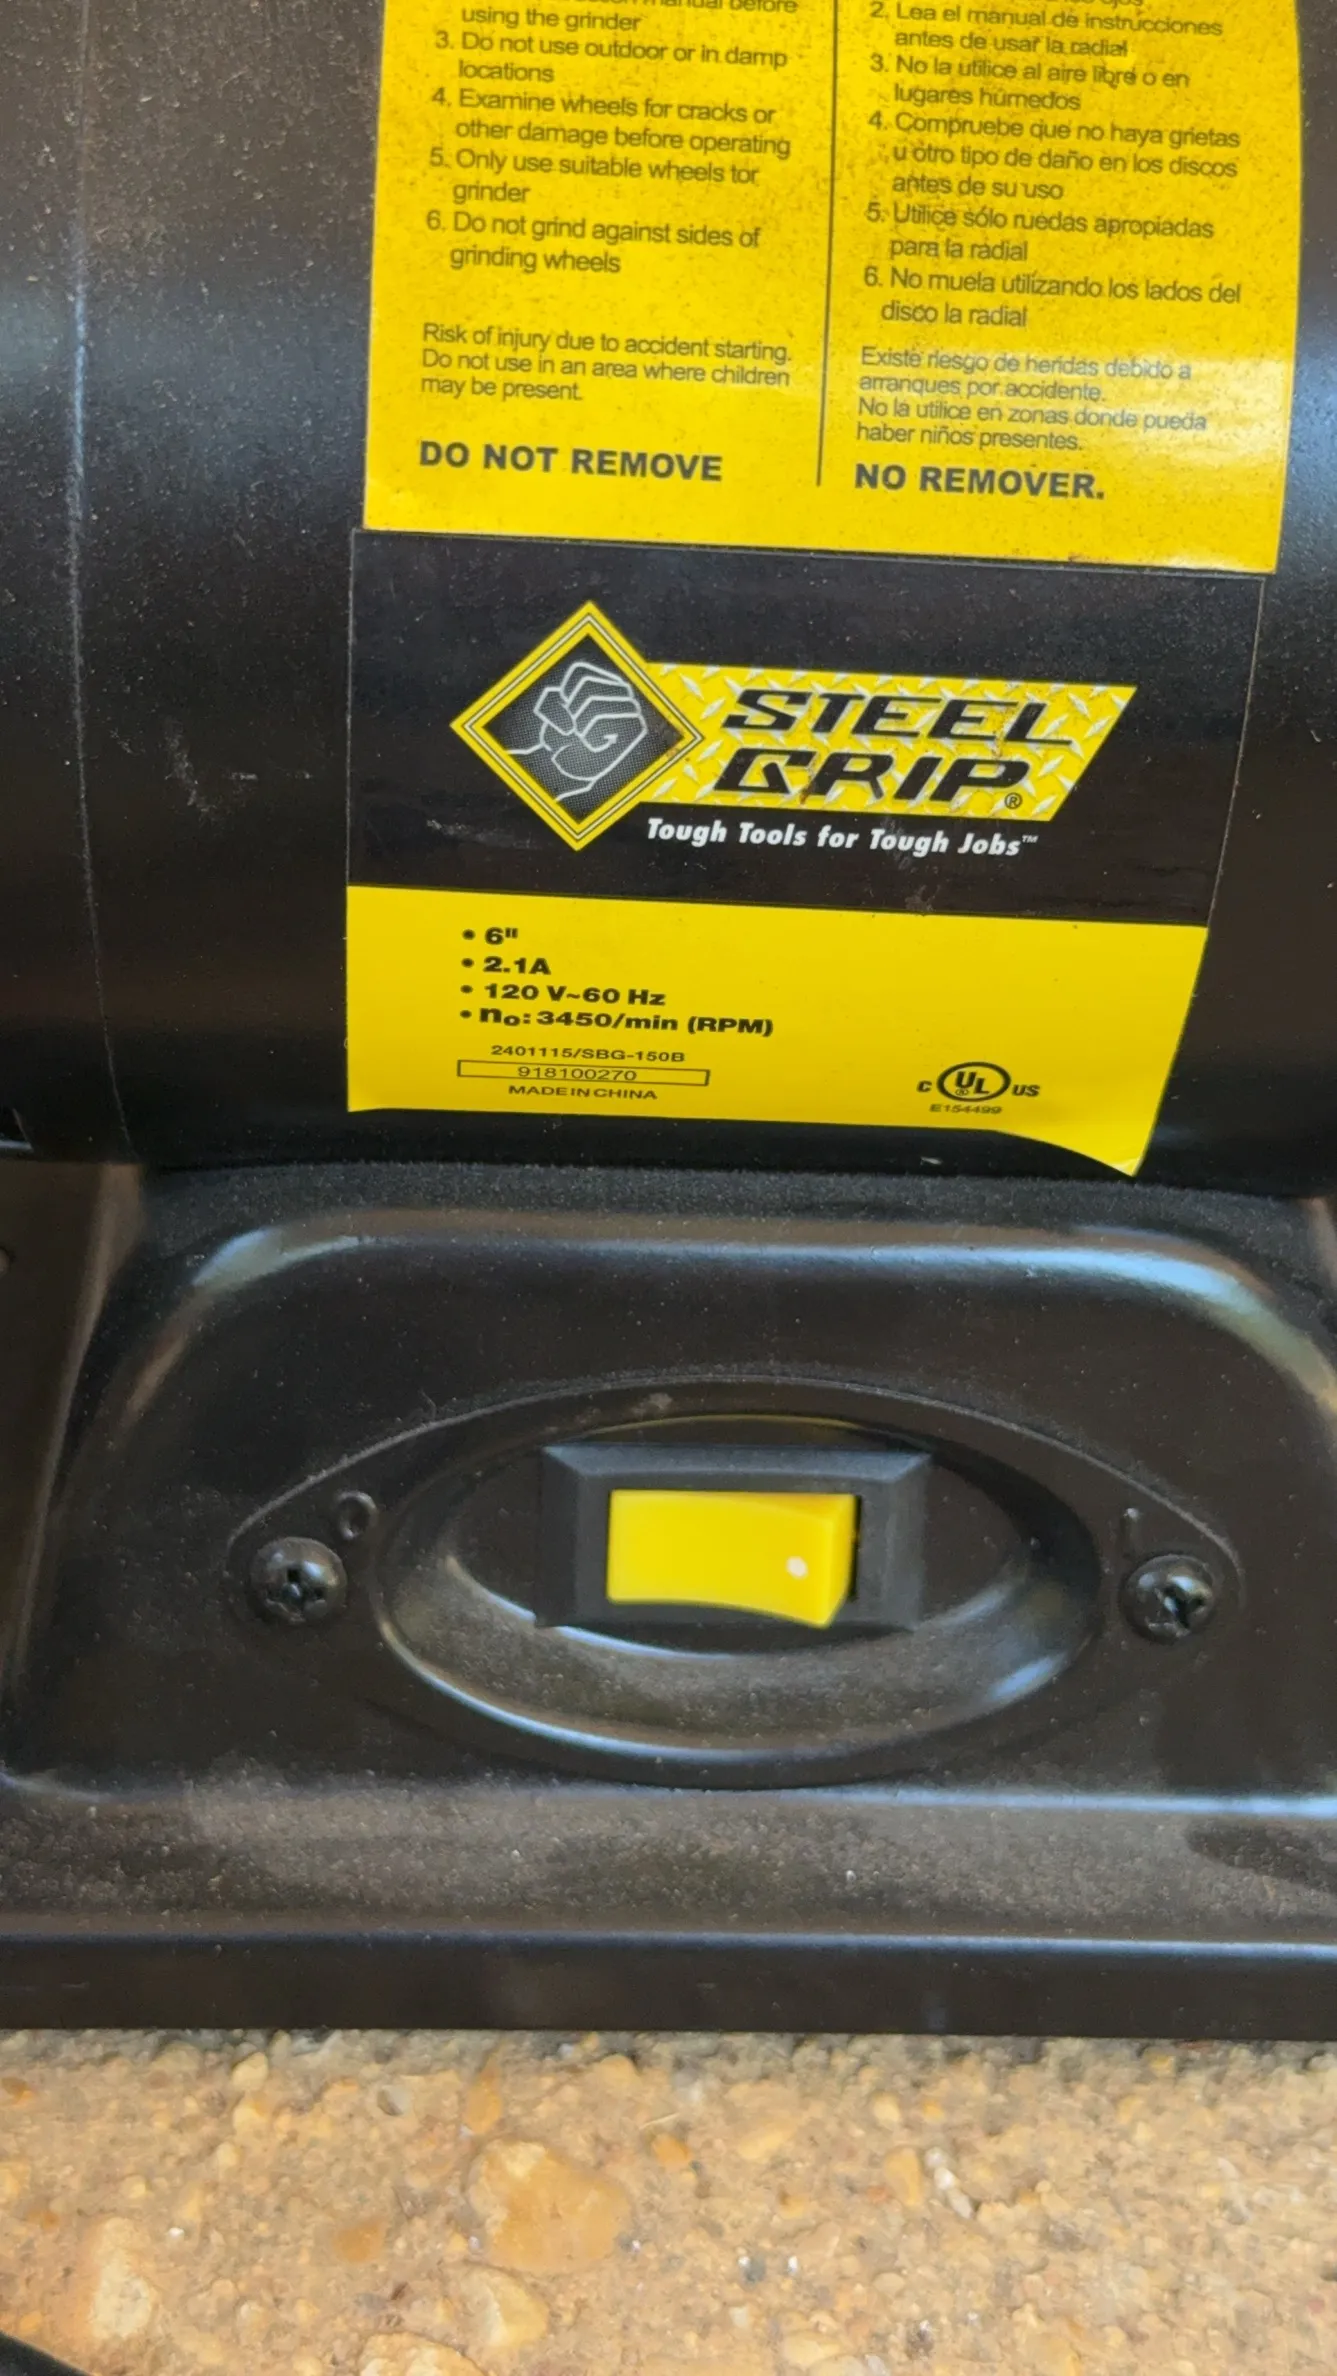 using the grinder
3. Do not use outdoor or in damp
locations
4. Examine wheels for cracks or
other damage before operating
5. Only use suitable wheels tor
grinder
6. Do not grind against sides of
grinding wheels
Risk of injury due to accident starting.
Do not use in an area where children
may be present.
DO NOT REMOVE
2. Lea el manual de instrucciones
antes de usar la radial
3. No la utilice al aire libre o en
lugares húmedos
4. Compruebe que no haya grietas
u otro tipo de daño en los discos
antes de su uso
5. Utilice sólo ruedas apropiadas
para la radial
6. No muela utilizando los lados del
disco la radial
Existe riesgo de heridas debido a
arranques por accidente.
No la utilice en zonas donde pueda
haber niños presentes.
NO REMOVER.
STEEL
GRIP®
Tough Tools for Tough Jobs™
• 6"
• 2.1A
• 120 V~60 Hz
• no: 3450/min (RPM)
2401115/SBG-150B
918100270
MADE IN CHINA
C UL® US
E154499
O
I